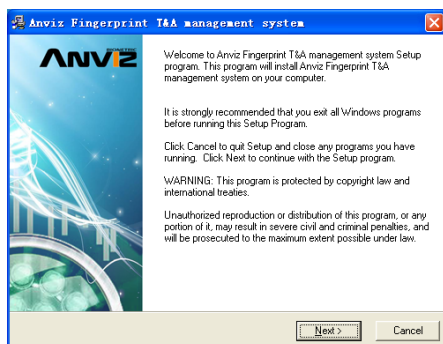 Anviz Fingerprint T&A management system
BIOMETRIC
ANViZ
Welcome to Anviz Fingerprint T&A management system Setup
program. This program will install Anviz Fingerprint T&A
management system on your computer.
It is strongly recommended that you exit all Windows programs
before running this Setup Program.
Click Cancel to quit Setup and close any programs you have
running. Click Next to continue with the Setup program.
WARNING: This program is protected by copyright law and
international treaties.
Unauthorized reproduction or distribution of this program, or any
portion of it, may result in severe civil and criminal penalties, and
will be prosecuted to the maximum extent possible under law.
Next >
Cancel